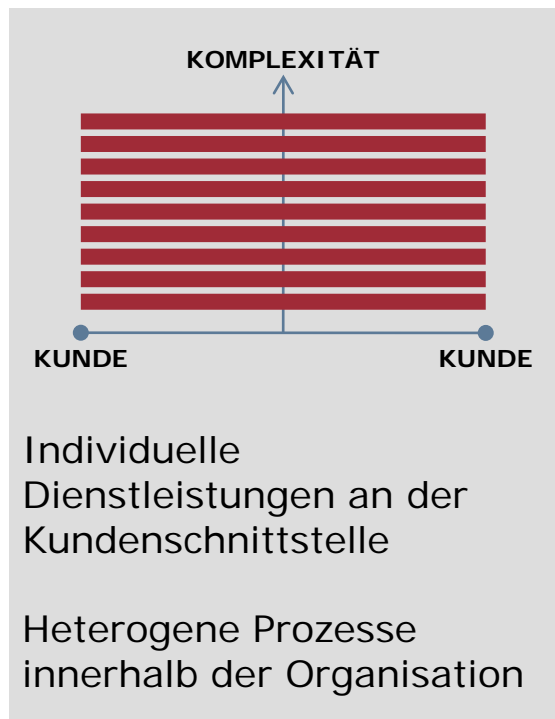 KOMPLEXITÄT
KUNDE KUNDE
Individuelle
Dienstleistungen an der
Kundenschnittstelle
Heterogene Prozesse
innerhalb der Organisation